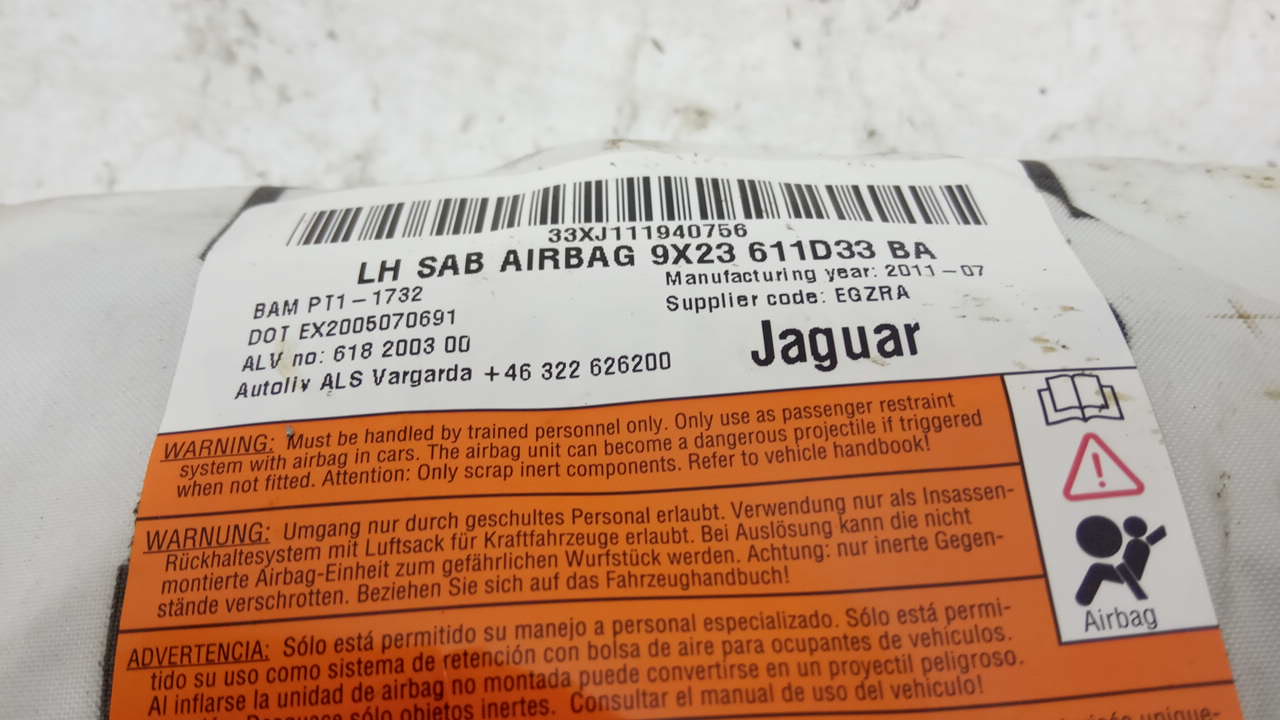 33XJ111940756
LH SAB AIRBAG 9X23 611D33 BA
BAM PT1-1732
Manufacturing year: 2011-07
DOT EX2005070691
Supplier code: EGZRA
ALV no: 618 2003 00
Jaguar
Autoliv ALS Vargarda +46 322 626200
WARNING: Must be handled by trained personnel only. Only use as passenger restraint
system with airbag in cars. The airbag unit can become a dangerous projectile if triggered
when not fitted. Attention: Only scrap inert components. Refer to vehicle handbook!
WARNUNG: Umgang nur durch geschultes Personal erlaubt. Verwendung nur als Insassen-
Rückhaltesystem mit Luftsack für Kraftfahrzeuge erlaubt. Bei Auslösung kann die nicht
montierte Airbag-Einheit zum gefährlichen Wurfstück werden. Achtung: nur inerte Gegen-
stände verschrotten. Beziehen Sie sich auf das Fahrzeughandbuch!
Airbag
ADVERTENCIA: Sólo está permitido su manejo a personal especializado. Sólo está permi-
tido su uso como sistema de retención con bolsa de aire para ocupantes de vehículos.
Al inflarse la unidad de airbag no montada puede convertirse en un proyectil peligroso.
sólo objetos inertes. Consultar el manual de uso del vehículo!